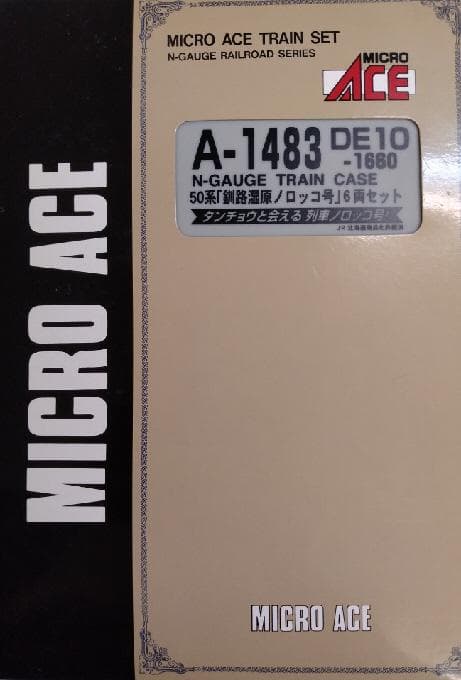 MICRO ACE TRAIN SET
N-GAUGE RAILROAD SERIES
MICRO
ACE
A-1483 DE10
-1660
N-GAUGE TRAIN CASE
50系「釧路湿原ノロッコ号」6両セット
タンチョウと会える 列車ノロッコ号!
MICRO ACE
MICRO ACE